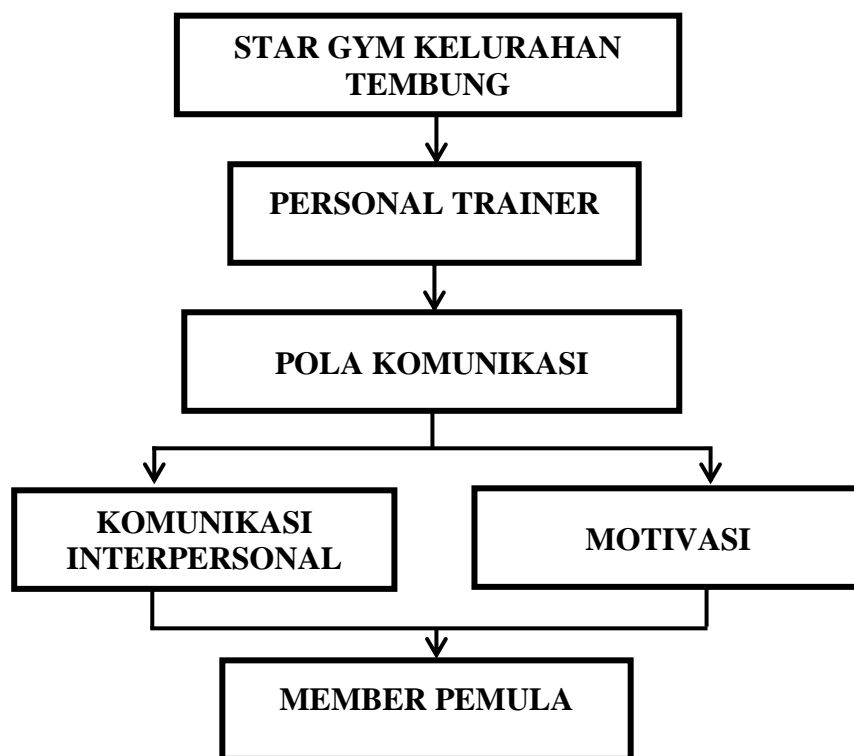 STAR GYM KELURAHAN
TEMBUNG
PERSONAL TRAINER
POLA KOMUNIKASI
KOMUNIKASI
INTERPERSONAL
MOTIVASI
MEMBER PEMULA